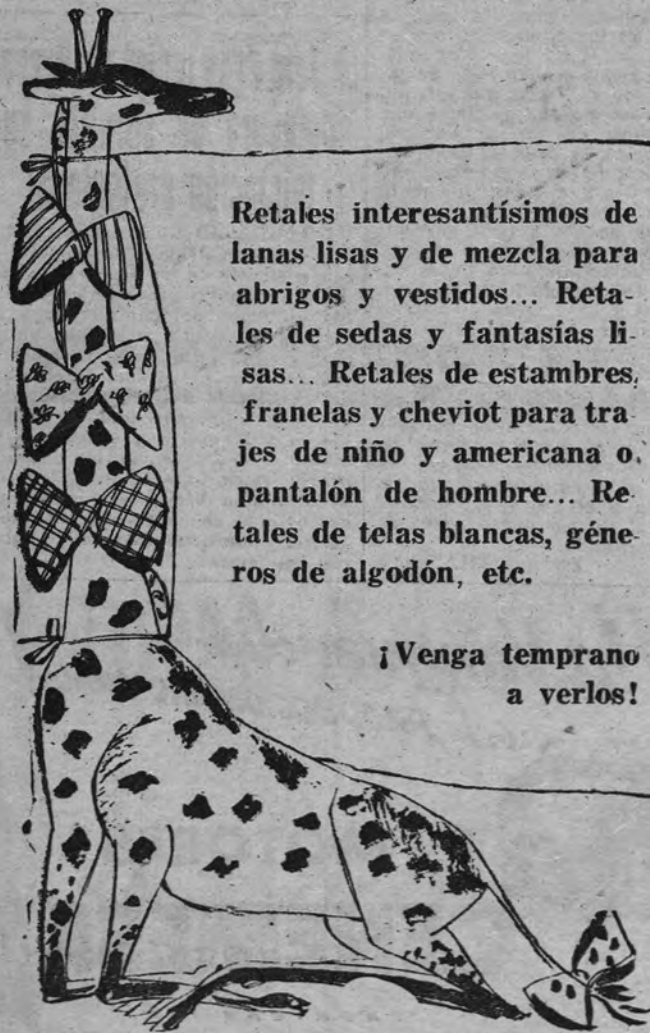 Retales interesantísimos de
lanas lisas y de mezcla para
abrigos y vestidos... Reta-
les de sedas y fantasías li-
sas... Retales de estambres,
franelas y cheviot para tra
jes de niño y americana o
pantalón de hombre... Re
tales de telas blancas, géne-
ros de algodón, etc.
¡Venga temprano
a verlos!